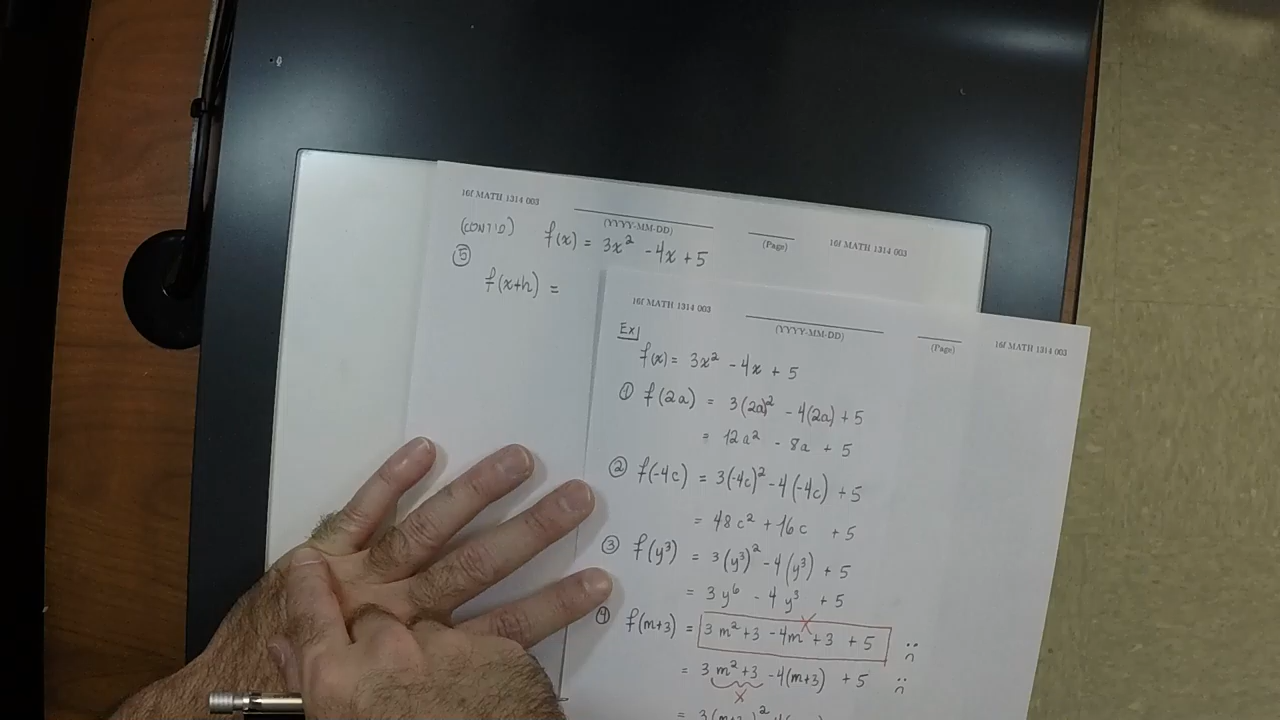 16f MATH 1314 003 (YYYY-MM-DD) (Page) 16f MATH 1314 003
(CONT'D) f(x) = 3x² - 4x + 5
⑤
f(x+h) =
16f MATH 1314 003 (YYYY-MM-DD) (Page) 16f MATH 1314 003
Ex
f(x) = 3x² - 4x + 5
① f(2a) = 3(2a)² - 4(2a) + 5
= 12a² - 8a + 5
② f(-4c) = 3(-4c)² - 4(-4c) + 5
= 48c² + 16c + 5
③ f(y³) = 3(y³)² - 4(y³) + 5
= 3y⁶ - 4y³ + 5
④ f(m+3) = 3m² + 3 - 4m + 3 + 5
= 3m² + 3 - 4(m+3) + 5